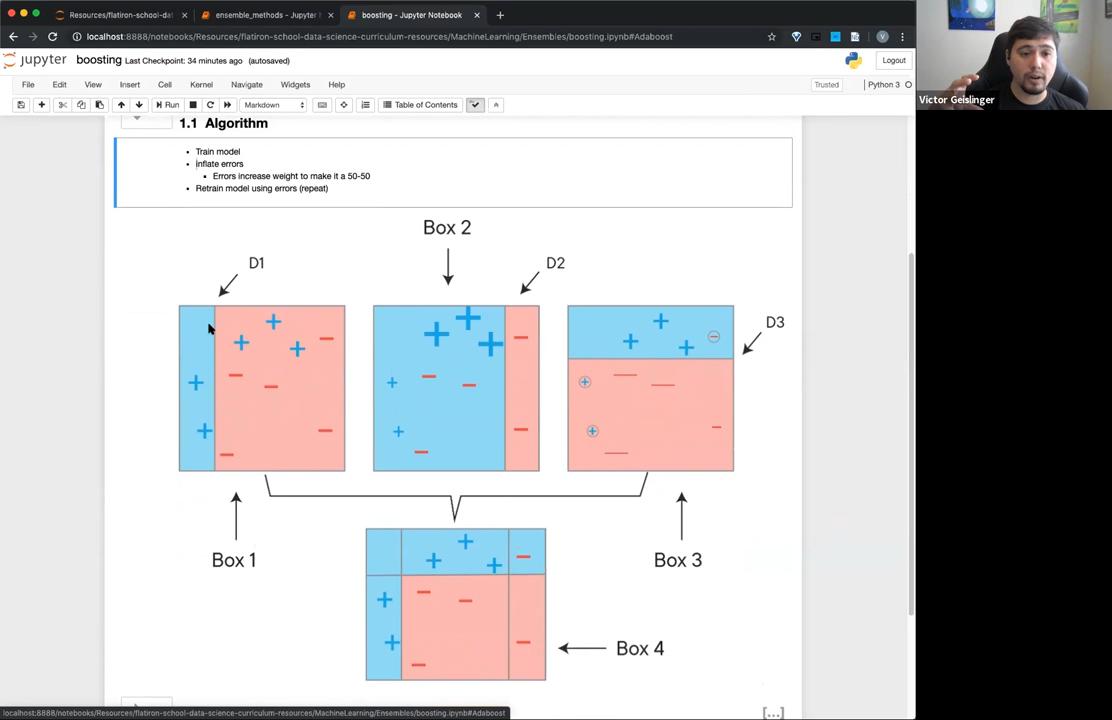 Resources/flatiron-school-dat
ensemble_methods - Jupyter
boosting - Jupyter Notebook
localhost:8888/notebooks/Resources/flatiron-school-data-science-curriculum-resources/MachineLearning/Ensembles/boosting.ipynb#Adaboost
V
jupyter boosting Last Checkpoint: 34 minutes ago (autosaved)
Logout
File Edit View Insert Cell Kernel Navigate Widgets Help
Trusted
Python 3
Run
Markdown
Table of Contents
1.1 Algorithm
Train model
Inflate errors
Errors increase weight to make it a 50-50
Retrain model using errors (repeat)
Box 2
D1
D2
D3
Box 1
Box 3
Box 4
localhost:8888/notebooks/Resources/flatiron-school-data-science-curriculum-resources/MachineLearning/Ensembles/boosting.ipynb#Adaboost
[...]
Victor Geislinger